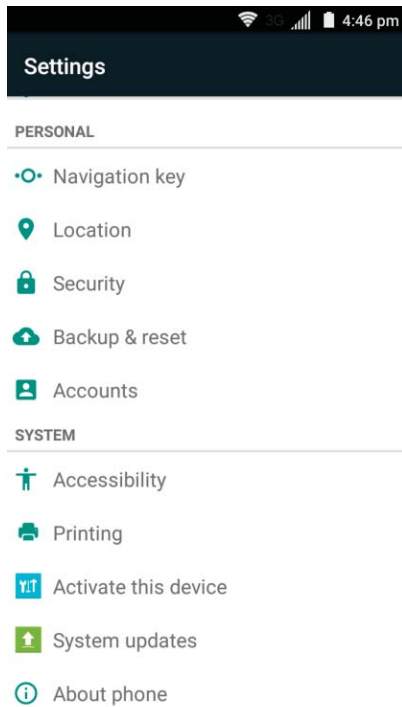 3G 4:46 pm
Settings
PERSONAL
Navigation key
Location
Security
Backup & reset
Accounts
SYSTEM
Accessibility
Printing
Activate this device
System updates
About phone